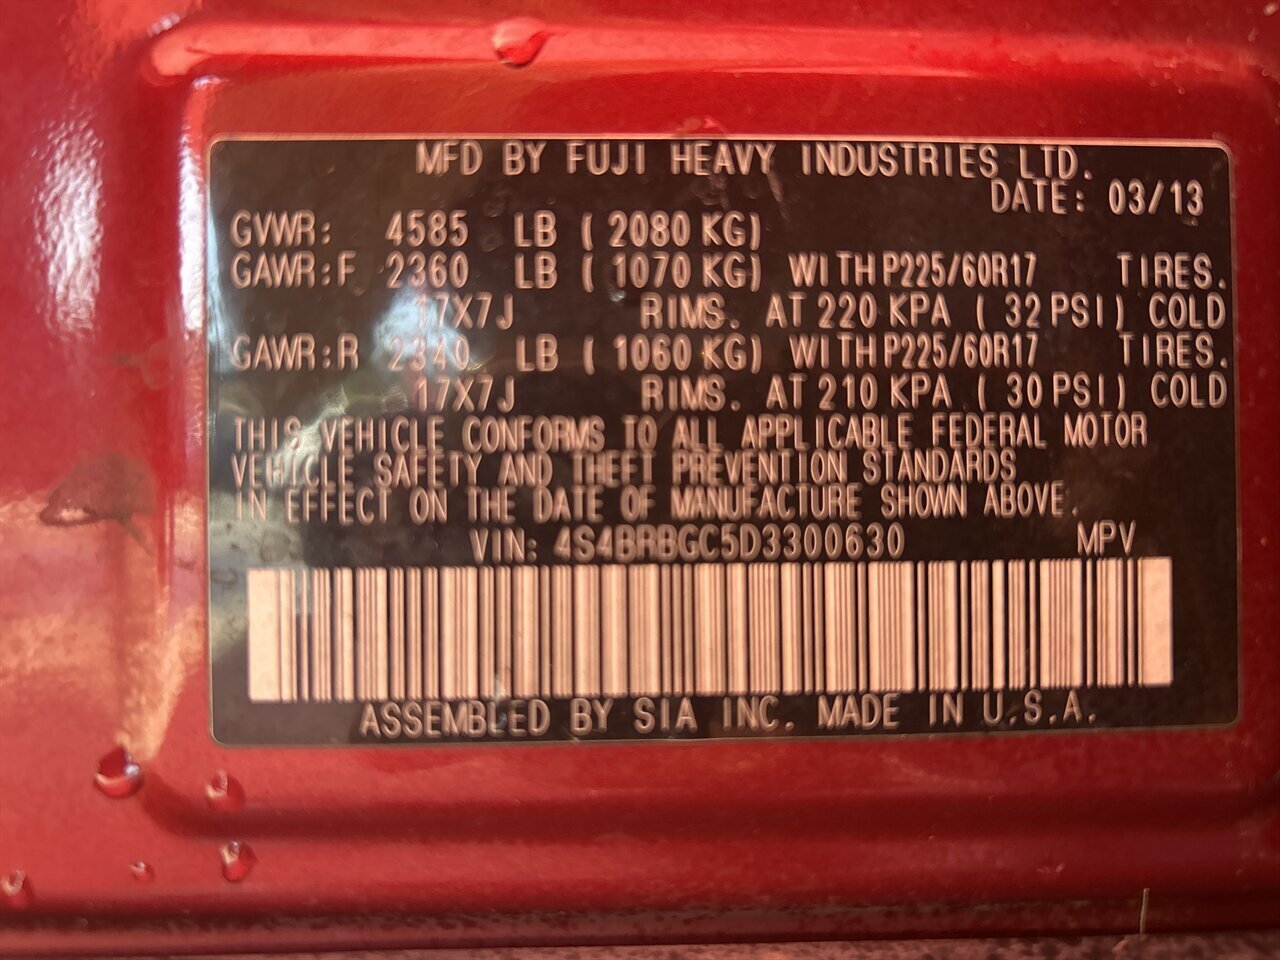 MFD BY FUJI HEAVY INDUSTRIES LTD.
DATE: 03/13
GVWR: 4585 LB ( 2080 KG)
GAWR:F 2360 LB ( 1070 KG) WITH P225/60R17 TIRES.
17X7J RIMS. AT 220 KPA ( 32 PSI) COLD
GAWR:R 2340 LB ( 1060 KG) WITH P225/60R17 TIRES.
17X7J RIMS. AT 210 KPA ( 30 PSI) COLD
THIS VEHICLE CONFORMS TO ALL APPLICABLE FEDERAL MOTOR
VEHICLE SAFETY AND THEFT PREVENTION STANDARDS
IN EFFECT ON THE DATE OF MANUFACTURE SHOWN ABOVE.
VIN: 4S4BRBGC5D3300630 MPV
ASSEMBLED BY SIA INC. MADE IN U.S.A.